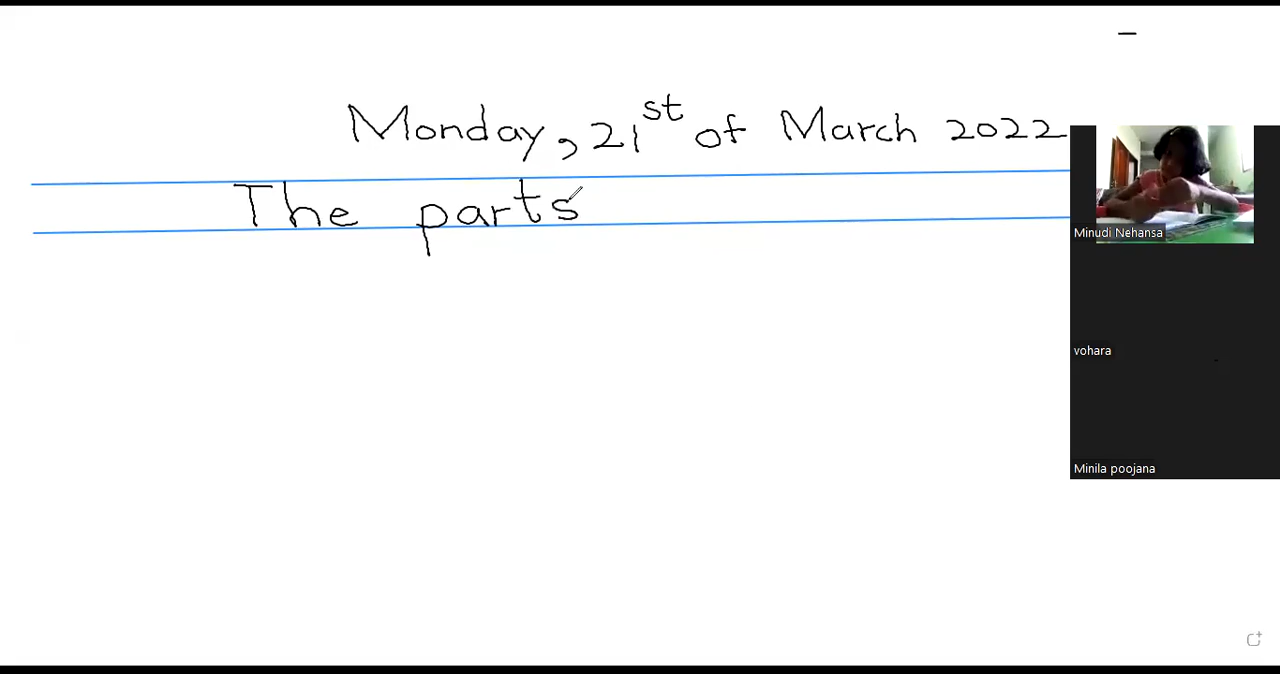 Monday, 21st of March 2022
The parts
Minudi Nehansa
vohara
Minila poojana